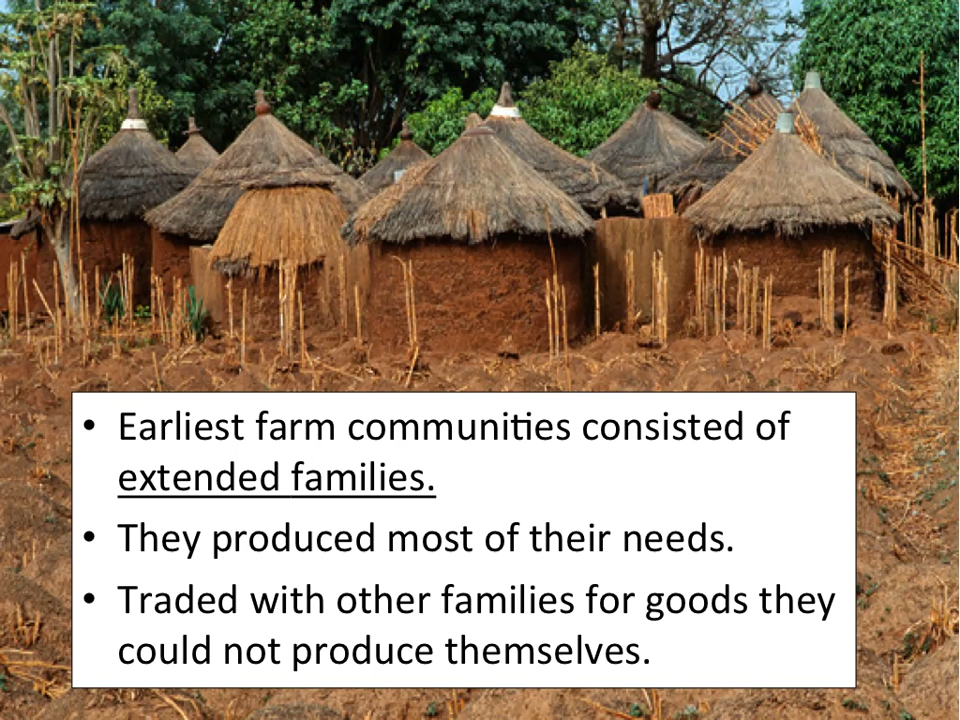 • Earliest farm communities consisted of
extended families.
• They produced most of their needs.
• Traded with other families for goods they
could not produce themselves.